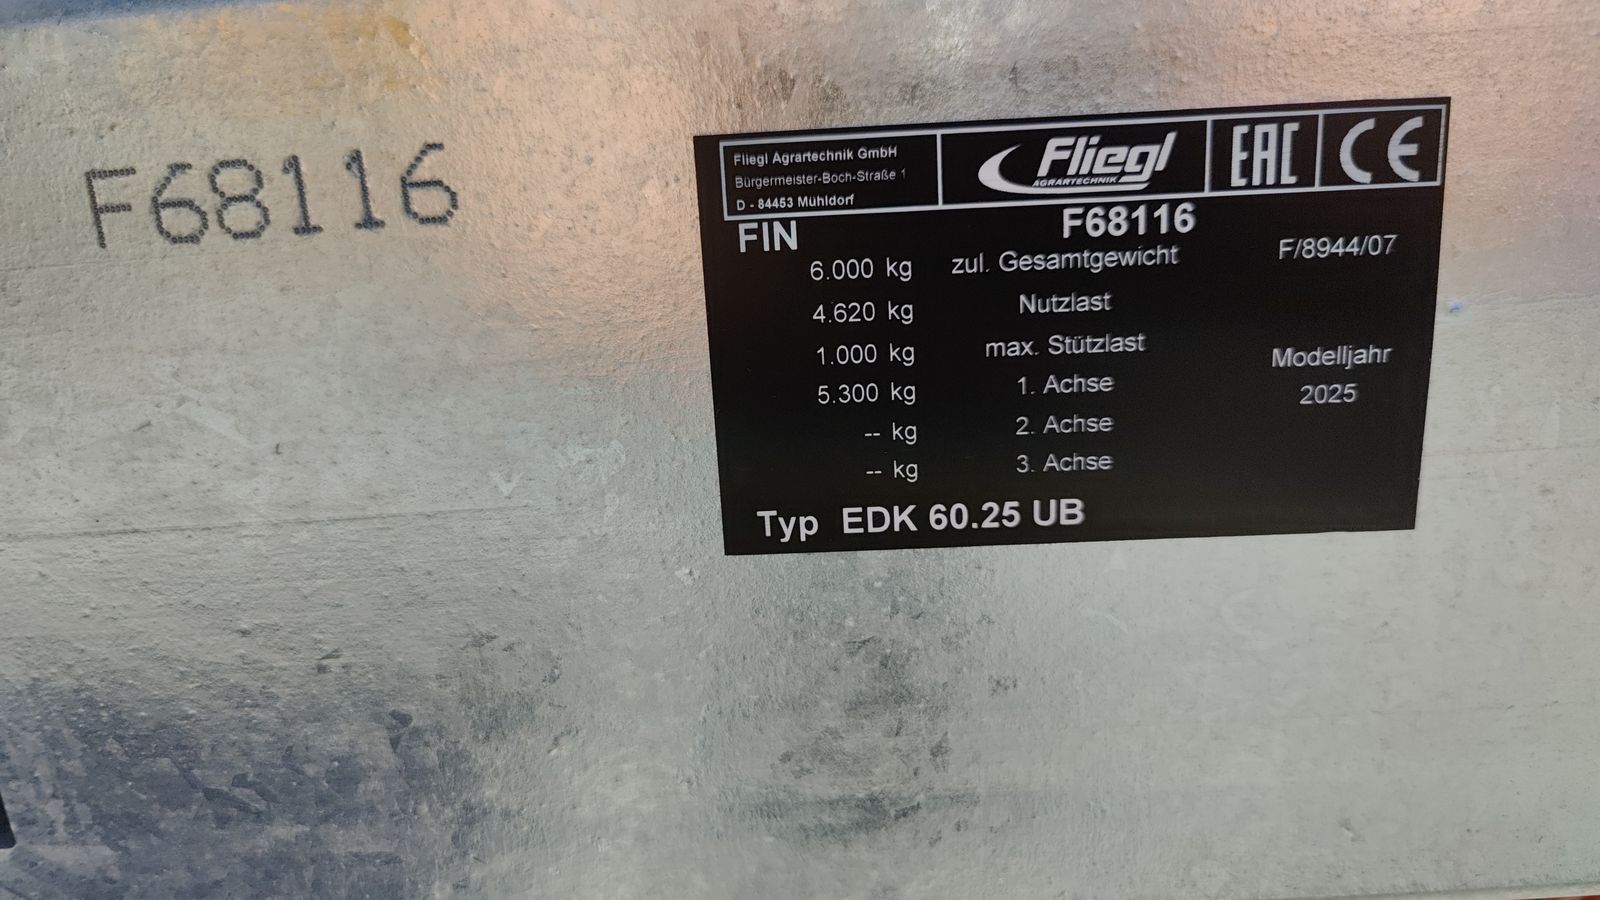 F68116
Fliegl Agrartechnik GmbH
Bürgermeister-Boch-Straße 1
D - 84453 Mühldorf
Fliegl
AGRARTECHNIK
EAC
CE
FIN F68116
6.000 kg zul. Gesamtgewicht F/8944/07
4.620 kg Nutzlast
1.000 kg max. Stützlast Modelljahr
5.300 kg 1. Achse 2025
-- kg 2. Achse
-- kg 3. Achse
Typ EDK 60.25 UB